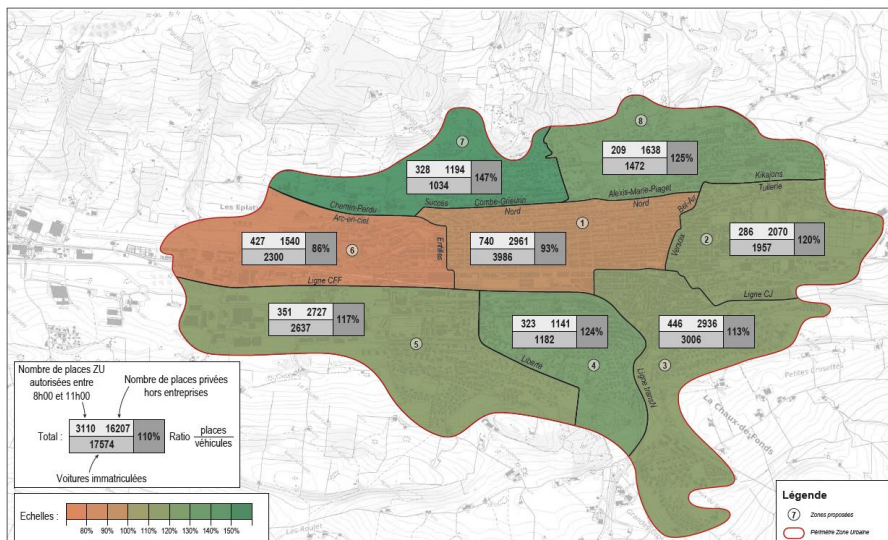 Les Eplat
7
328 1194
1034
147%
8
209 1638
1472
125%
Chemin-Perdu
Succès
Combe-Grieurin
Alexis-Marie-Piaget
Kikajons
Arc-en-ciel
Nord
Nord
Bel-Air
Tuilerie
1
6
427 1540
2300
86%
Entilles
740 2961
3986
93%
Versoix
2
286 2070
1957
120%
Ligne CFF
Ligne CJ
351 2727
2637
117%
5
323 1141
1182
124%
4
446 2936
3006
113%
3
Liberté
Ligne transN
Petites-Crosettes
La Chaux-de-Fonds
Les Roulet
Nombre de places ZU
autorisées entre
8h00 et 11h00
Nombre de places privées
hors entreprises
Total :
3110 16207
17574
110%
Ratio places
véhicules
Voitures immatriculées
Echelles :
80% 90% 100% 110% 120% 130% 140% 150%
Légende
7 Zones proposées
Périmètre Zone Urbaine